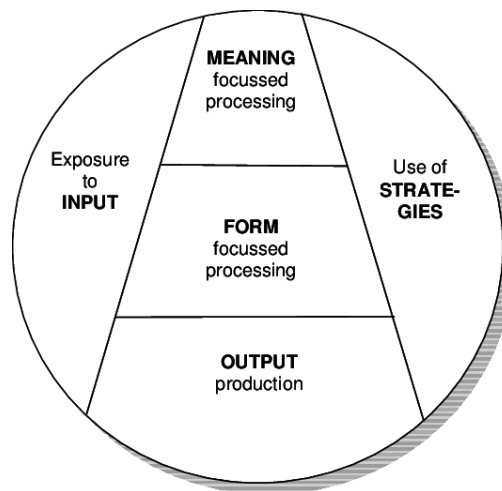 MEANING
focussed
processing
Exposure
to
INPUT
Use of
STRATE-
GIES
FORM
focussed
processing
OUTPUT
production